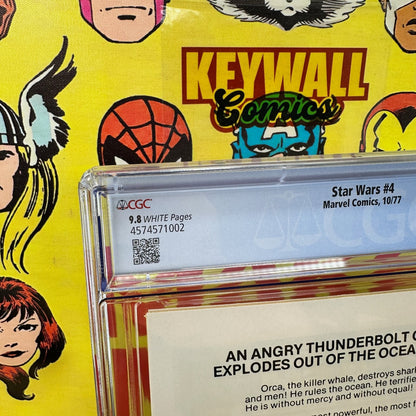 KEYWALL
Comics
CGC
9.8 WHITE Pages
4574571002
Star Wars #4
Marvel Comics, 10/77
CGC
AN ANGRY THUNDERBOLT
EXPLODES OUT OF THE OCEA
Orca, the killer whale, destroys shar
and men! He rules the ocean. He terrifie
He is without mercy and without equal!
powerful, the most f